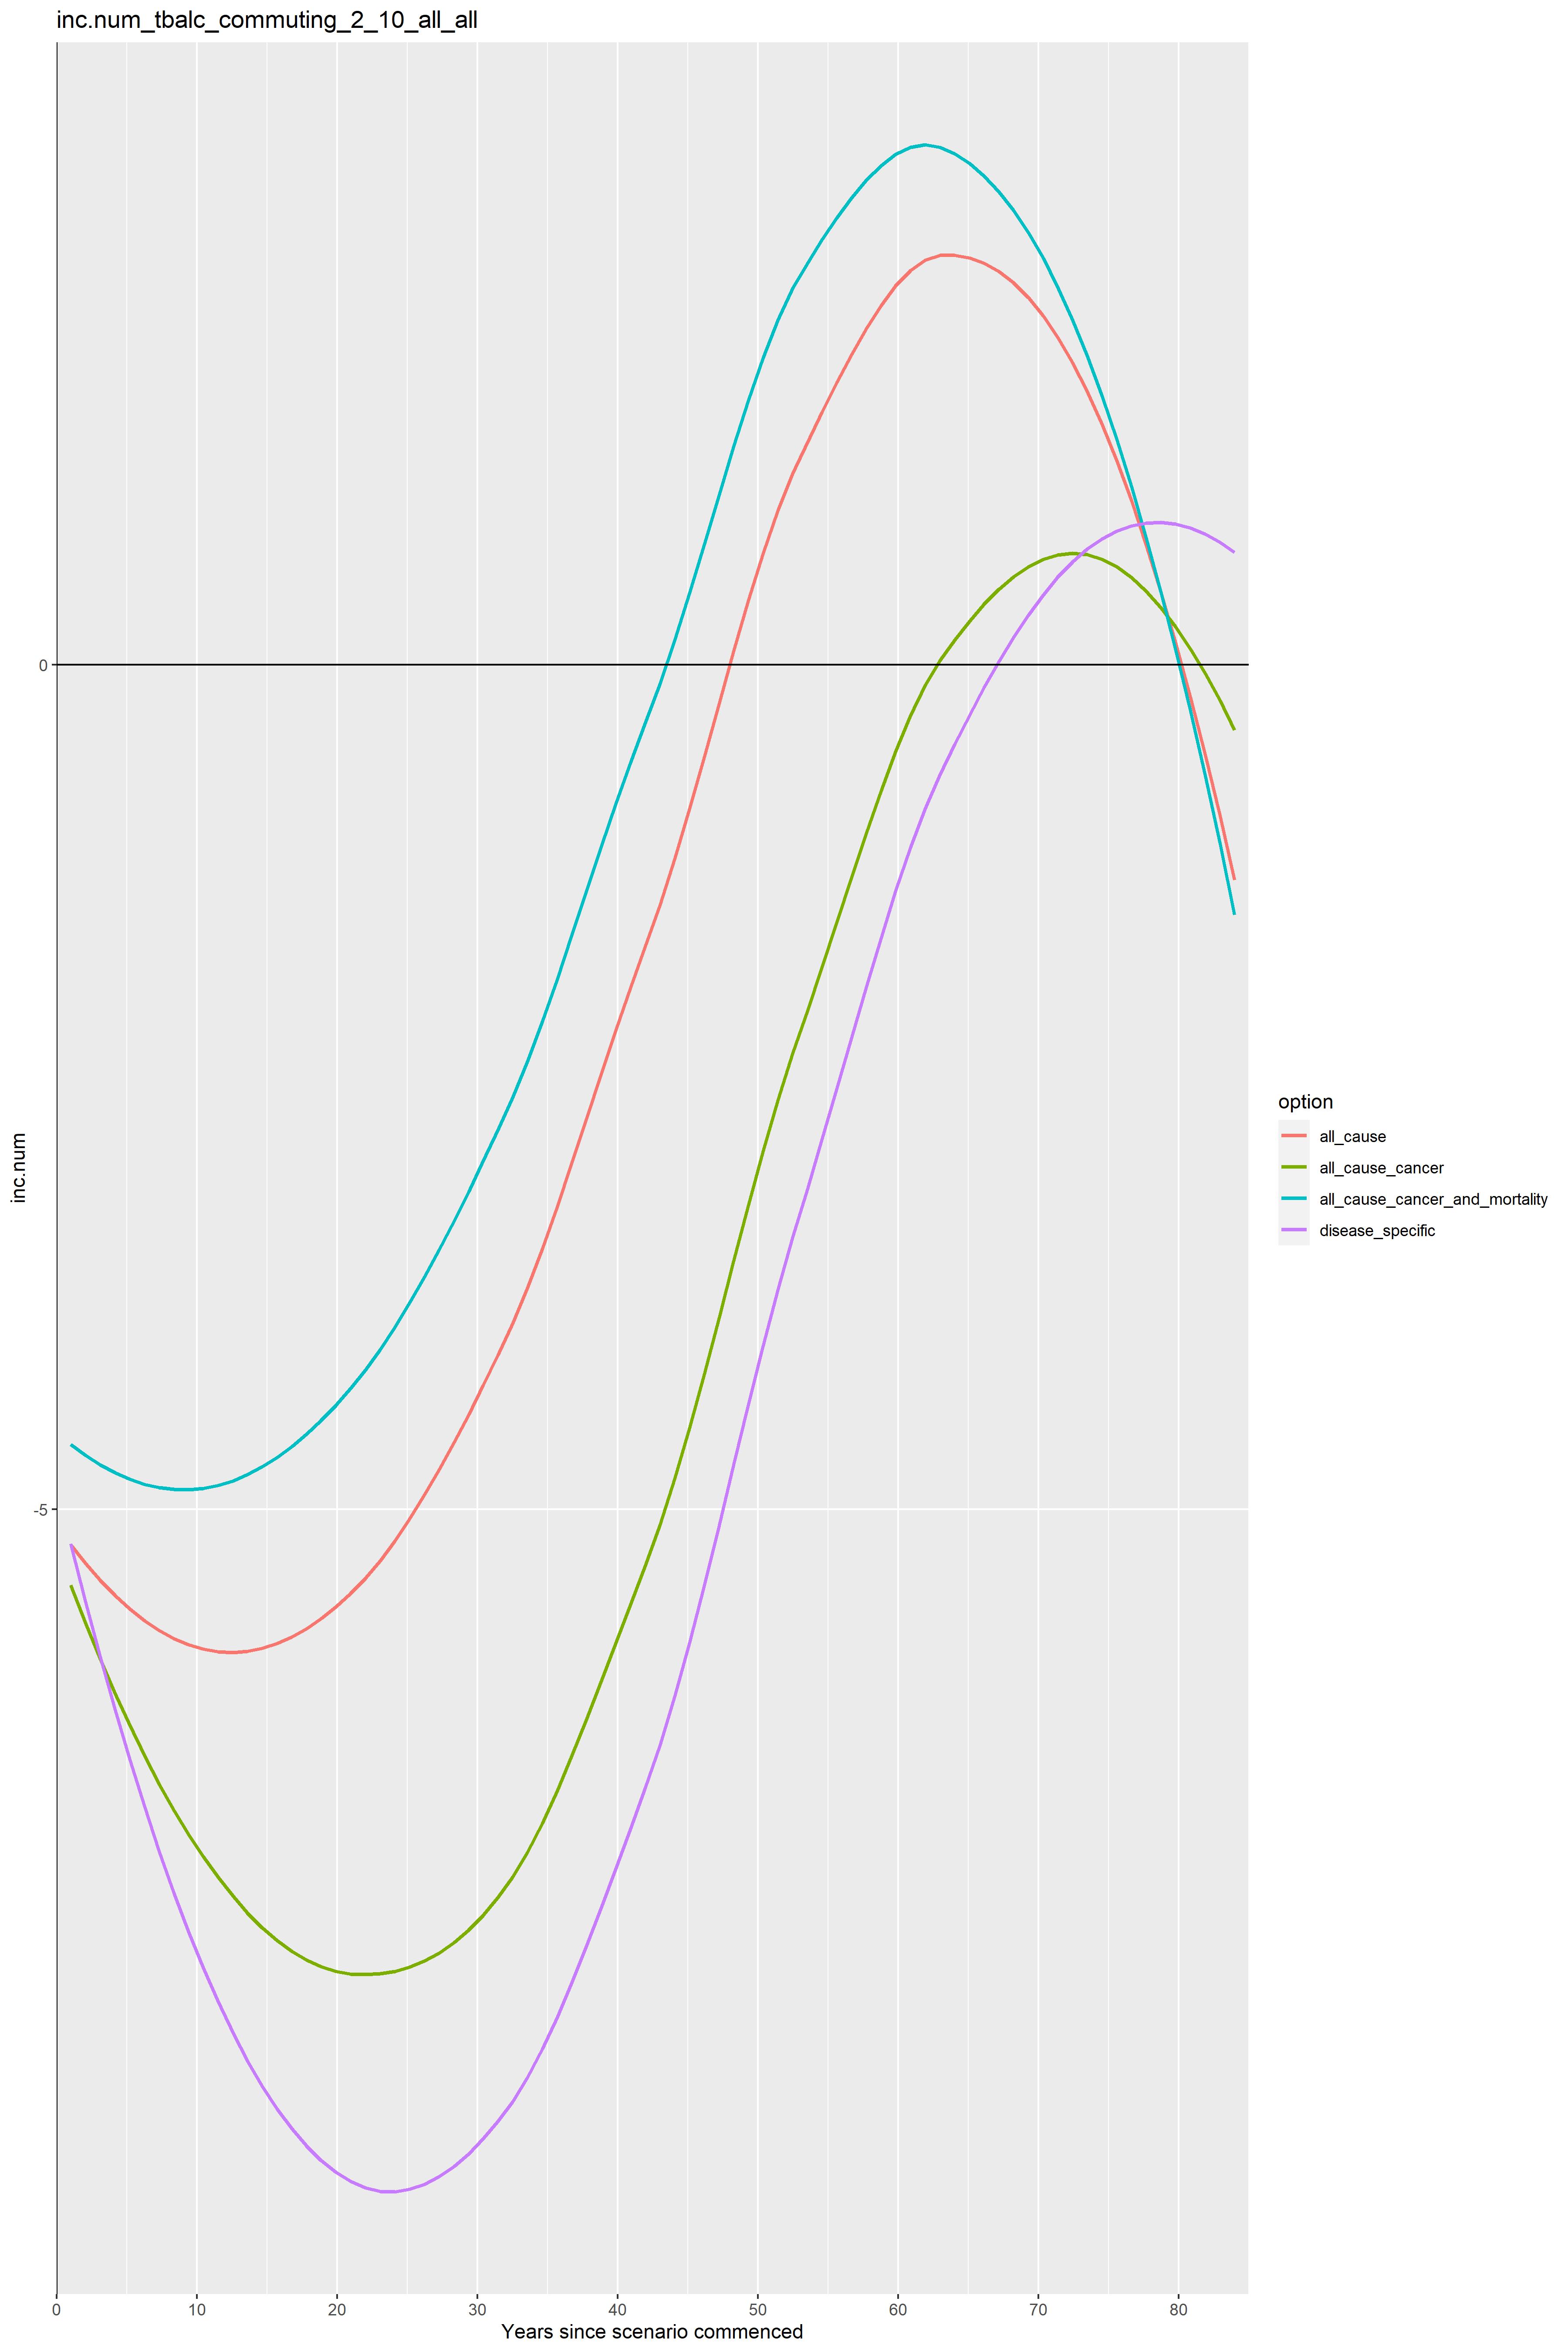 inc.num_tbalc_commuting_2_10_all_all
inc.num
0
-5
0 10 20 30 40 50 60 70 80
Years since scenario commenced
option
all_cause
all_cause_cancer
all_cause_cancer_and_mortality
disease_specific